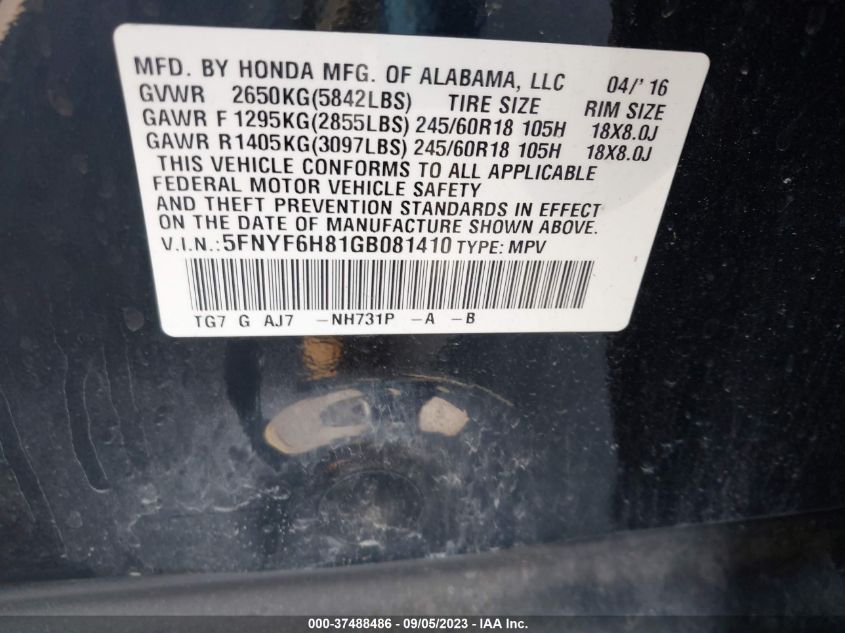 MFD. BY HONDA MFG. OF ALABAMA, LLC 04/'16
GVWR 2650KG(5842LBS) TIRE SIZE RIM SIZE
GAWR F 1295KG(2855LBS) 245/60R18 105H 18X8.0J
GAWR R1405KG(3097LBS) 245/60R18 105H 18X8.0J
THIS VEHICLE CONFORMS TO ALL APPLICABLE
FEDERAL MOTOR VEHICLE SAFETY
AND THEFT PREVENTION STANDARDS IN EFFECT
ON THE DATE OF MANUFACTURE SHOWN ABOVE.
V.I.N.:5FNYF6H81GB081410 TYPE: MPV
TG7 G AJ7 -NH731P -A -B
000-37488486 - 09/05/2023 - IAA Inc.